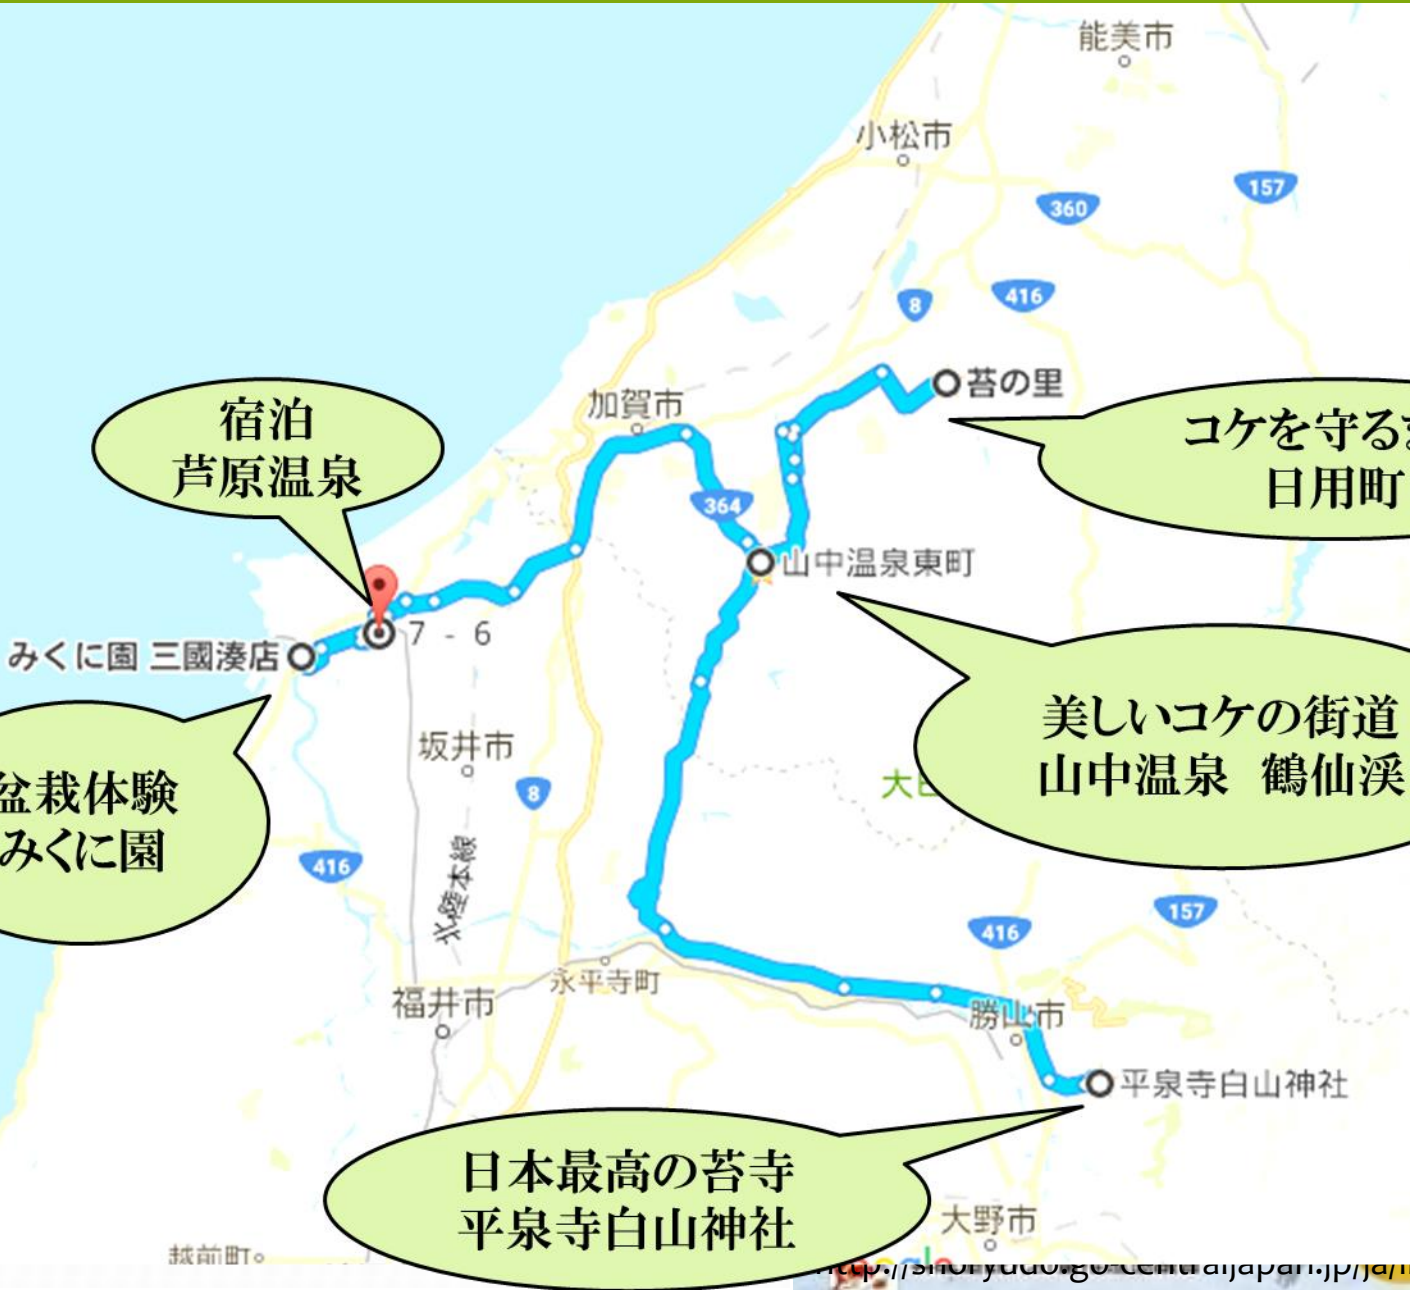 能美市
小松市
157
360
8
416
苔の里
加賀市
コケを守る
日用町
宿泊
芦原温泉
364
山中温泉東町
7 - 6
みくに園 三國湊店
美しいコケの街道
山中温泉 鶴仙渓
坂井市
盆栽体験
みくに園
8
416
北陸本線
157
416
永平寺町
福井市
勝山市
平泉寺白山神社
日本最高の苔寺
平泉寺白山神社
大野市
越前町
http://shoryudo.go-centraljapan.jp/ja/